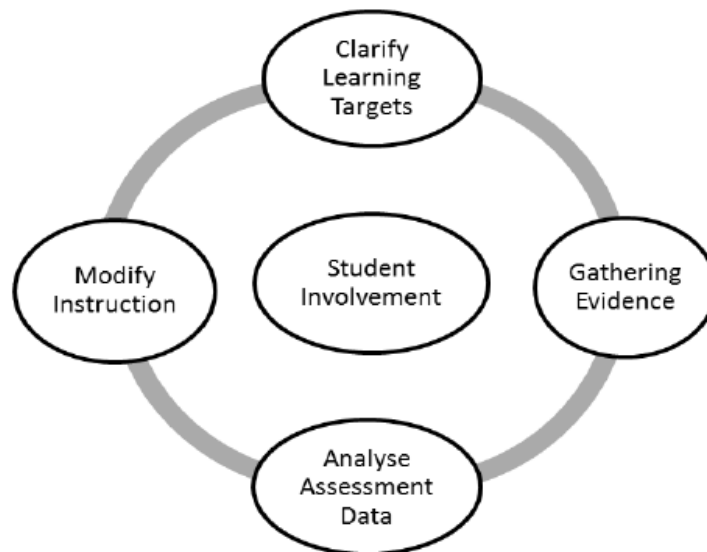 Clarify
Learning
Targets
Modify
Instruction
Student
Involvement
Gathering
Evidence
Analyse
Assessment
Data